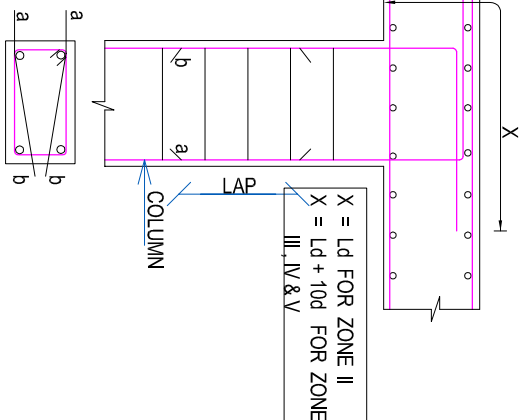 X
a
a
b
b
b
a
LAP
COLUMN
X = Ld FOR ZONE II
X = Ld + 10d FOR ZONE
III, IV & V